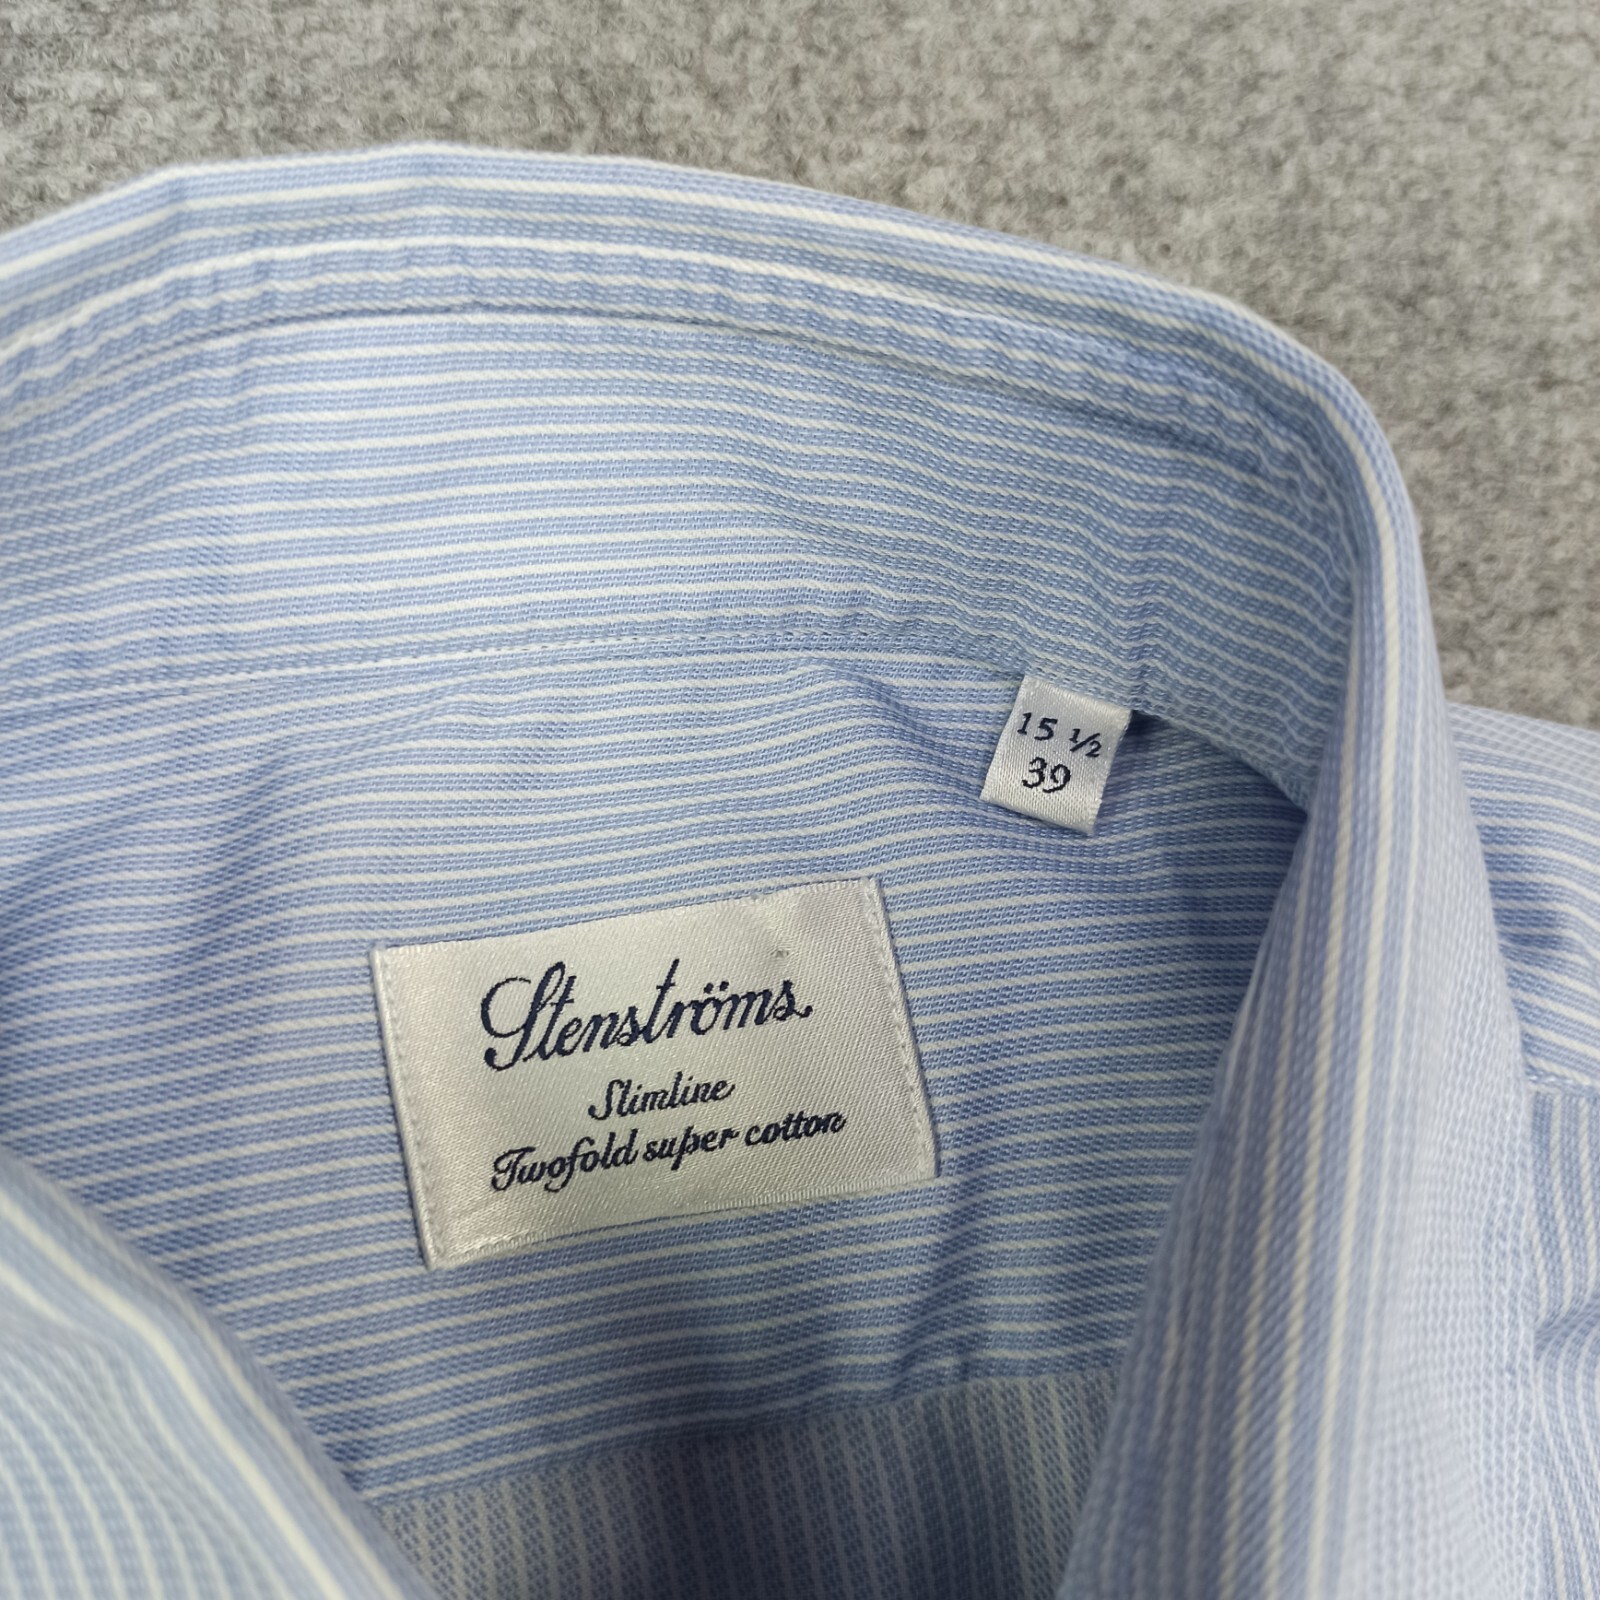 15 ½
39
Stenströms
Slimline
Twofold super cotton